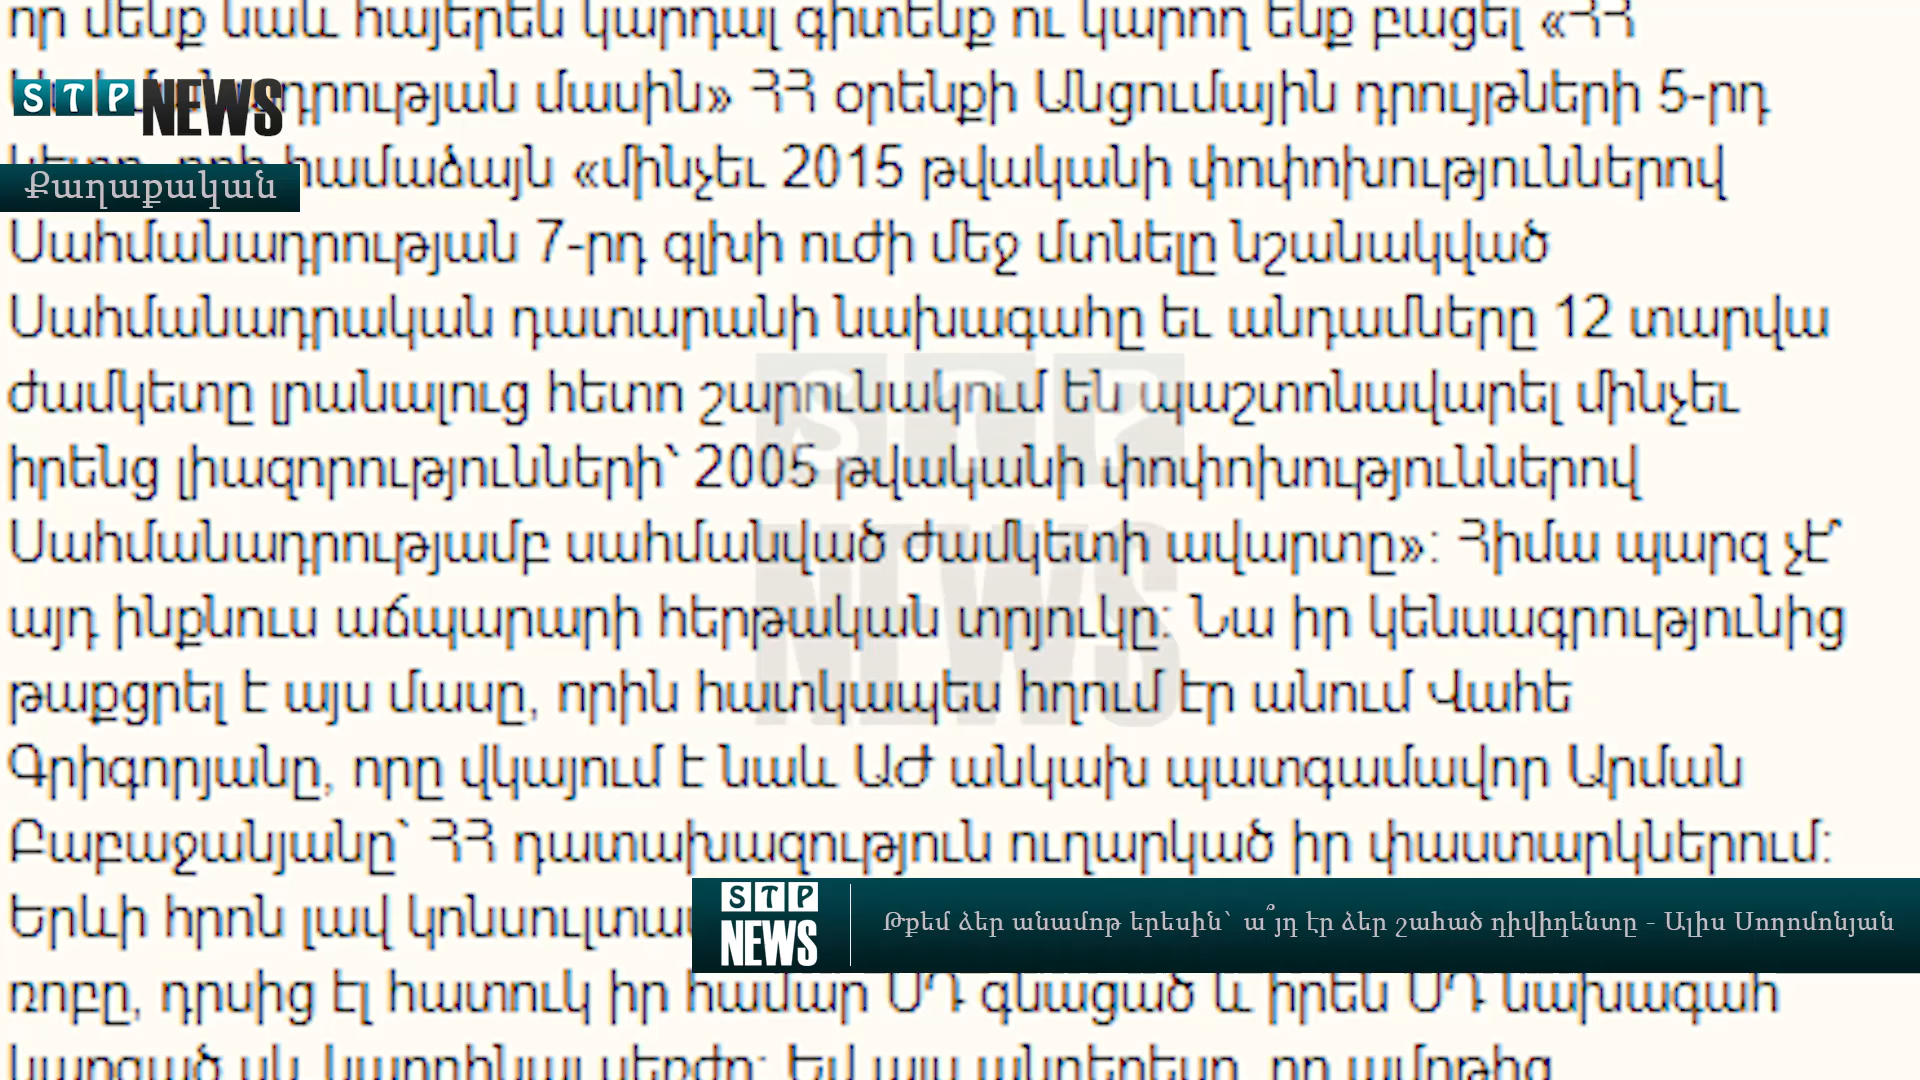 որ մենք նաև հայերեն կարդալ գիտենք ու կարող ենք բացել «ՀՀ
STP NEWS
մասին» ՀՀ օրենքի Անցումային դրույթների 5-րդ
Քաղաքական
համաձայն «մինչեւ 2015 թվականի փոփոխություններով
Սահմանադրության 7-րդ գլխի ուժի մեջ մտնելը նշանակված
Սահմանադրական դատարանի նախագահը եւ անդամները 12 տարվա
ժամկետը լրանալուց հետո շարունակում են պաշտոնավարել մինչեւ
իրենց լիազորությունների՝ 2005 թվականի փոփոխություններով
Սահմանադրությամբ սահմանված ժամկետի ավարտը»: Հիմա պարզ չէ՞
այդ ինքնուս աճպարարի հերթական տրյուկը: Նա իր կենսագրությունից
թաքցրել է այս մասը, որին հատկապես հղում էր անում Վահե
Գրիգորյանը, որը վկայում է նաև ԱԺ անկախ պատգամավոր Արման
Բաբաջանյանը՝ ՀՀ դատախազություն ուղարկած իր փաստարկներում:
Երևի հրոն լավ
STP NEWS
Թքեմ ձեր անամոթ երեսին՝ ա՞յդ էր ձեր շահած դիվիդենտը - Ալիս Սողոմոնյան
ռոբը, դրսից էլ հատուկ իր համար ՍԴ գնացած և իրեն ՍԴ նախագահ
STP NEWS